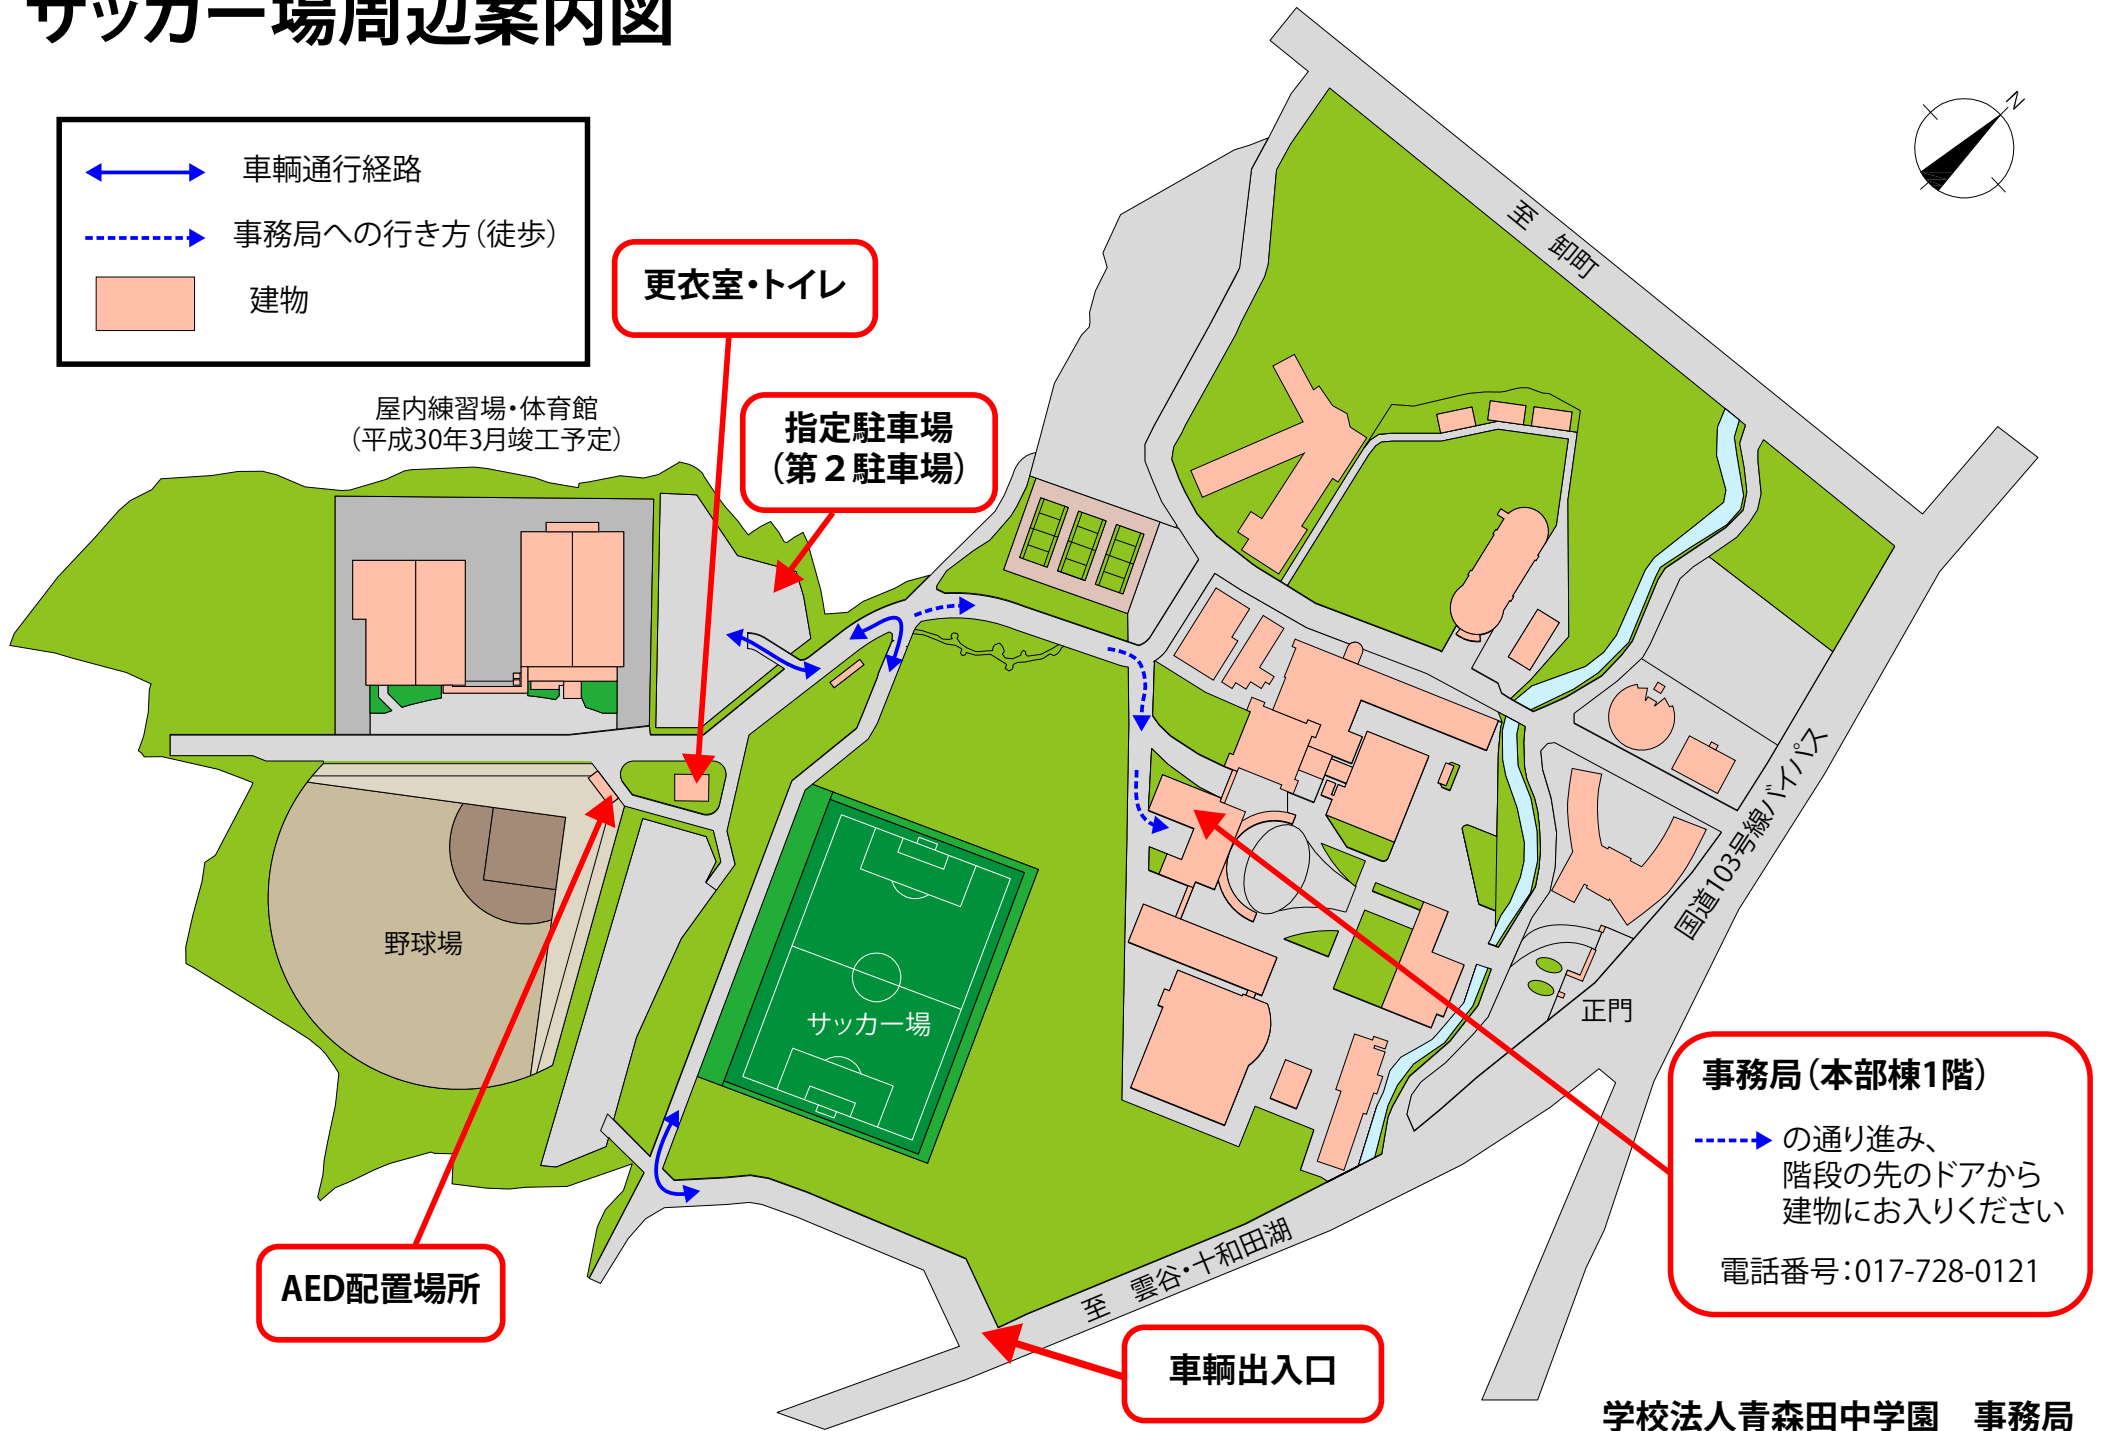 サッカー場周辺案内図
N
車輌通行経路
事務局への行き方（徒歩）
建物
更衣室・トイレ
指定駐車場
（第２駐車場）
屋内練習場・体育館
（平成30年3月竣工予定）
至　卸町
国道103号線バイパス
野球場
サッカー場
正門
事務局（本部棟1階）
の通り進み、
階段の先のドアから
建物にお入りください
電話番号：017-728-0121
AED配置場所
至　雲谷・十和田湖
車輌出入口
学校法人青森田中学園　事務局